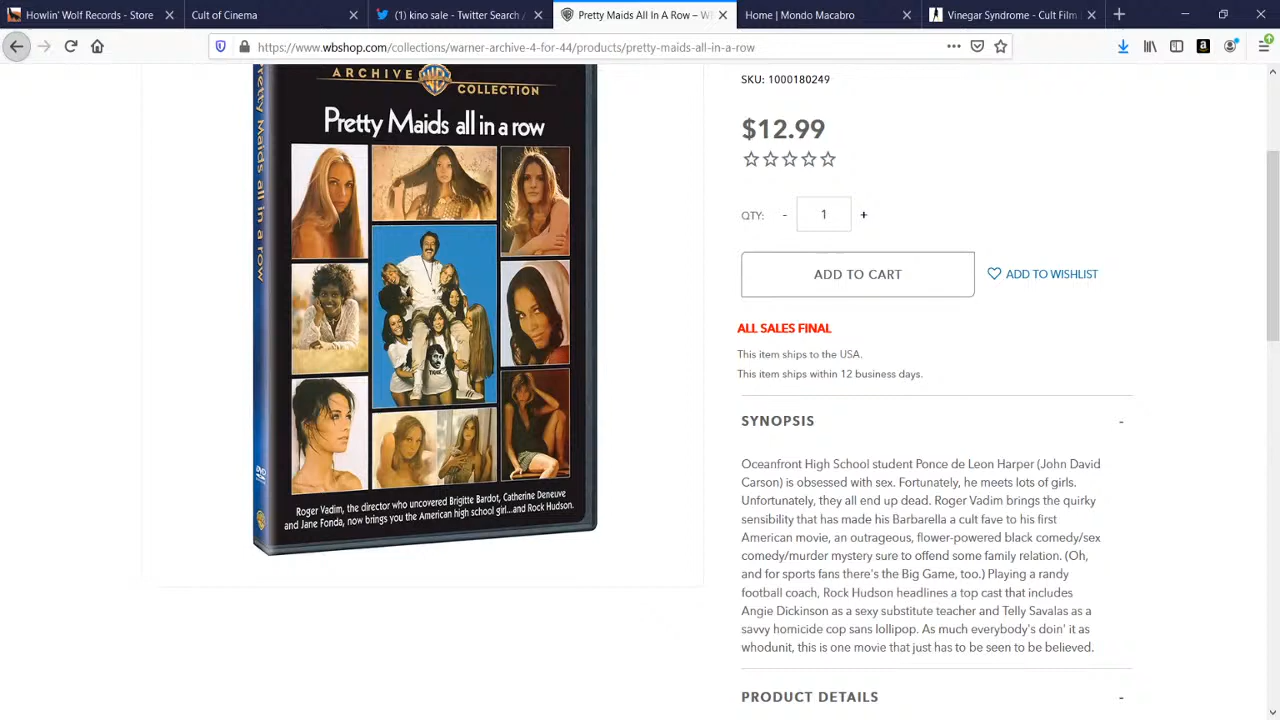 Howlin' Wolf Records - Store
Cult of Cinema
(1) kino sale - Twitter Search /
Pretty Maids All In A Row – W
Home | Mondo Macabro
Vinegar Syndrome - Cult Film
https://www.wbshop.com/collections/warner-archive-4-for-44/products/pretty-maids-all-in-a-row
ARCHIVE COLLECTION
Pretty Maids all in a row
Pretty Maids all in a row
DVD
Roger Vadim, the director who uncovered Brigitte Bardot, Catherine Deneuve
and Jane Fonda, now brings you the American high school girl...and Rock Hudson.
SKU: 1000180249
$12.99
QTY: - 1 +
ADD TO CART
ADD TO WISHLIST
ALL SALES FINAL
This item ships to the USA.
This item ships within 12 business days.
SYNOPSIS -
Oceanfront High School student Ponce de Leon Harper (John David
Carson) is obsessed with sex. Fortunately, he meets lots of girls.
Unfortunately, they all end up dead. Roger Vadim brings the quirky
sensibility that has made his Barbarella a cult fave to his first
American movie, an outrageous, flower-powered black comedy/sex
comedy/murder mystery sure to offend some family relation. (Oh,
and for sports fans there's the Big Game, too.) Playing a randy
football coach, Rock Hudson headlines a top cast that includes
Angie Dickinson as a sexy substitute teacher and Telly Savalas as a
savvy homicide cop sans lollipop. As much everybody's doin' it as
whodunit, this is one movie that just has to be seen to be believed.
PRODUCT DETAILS -